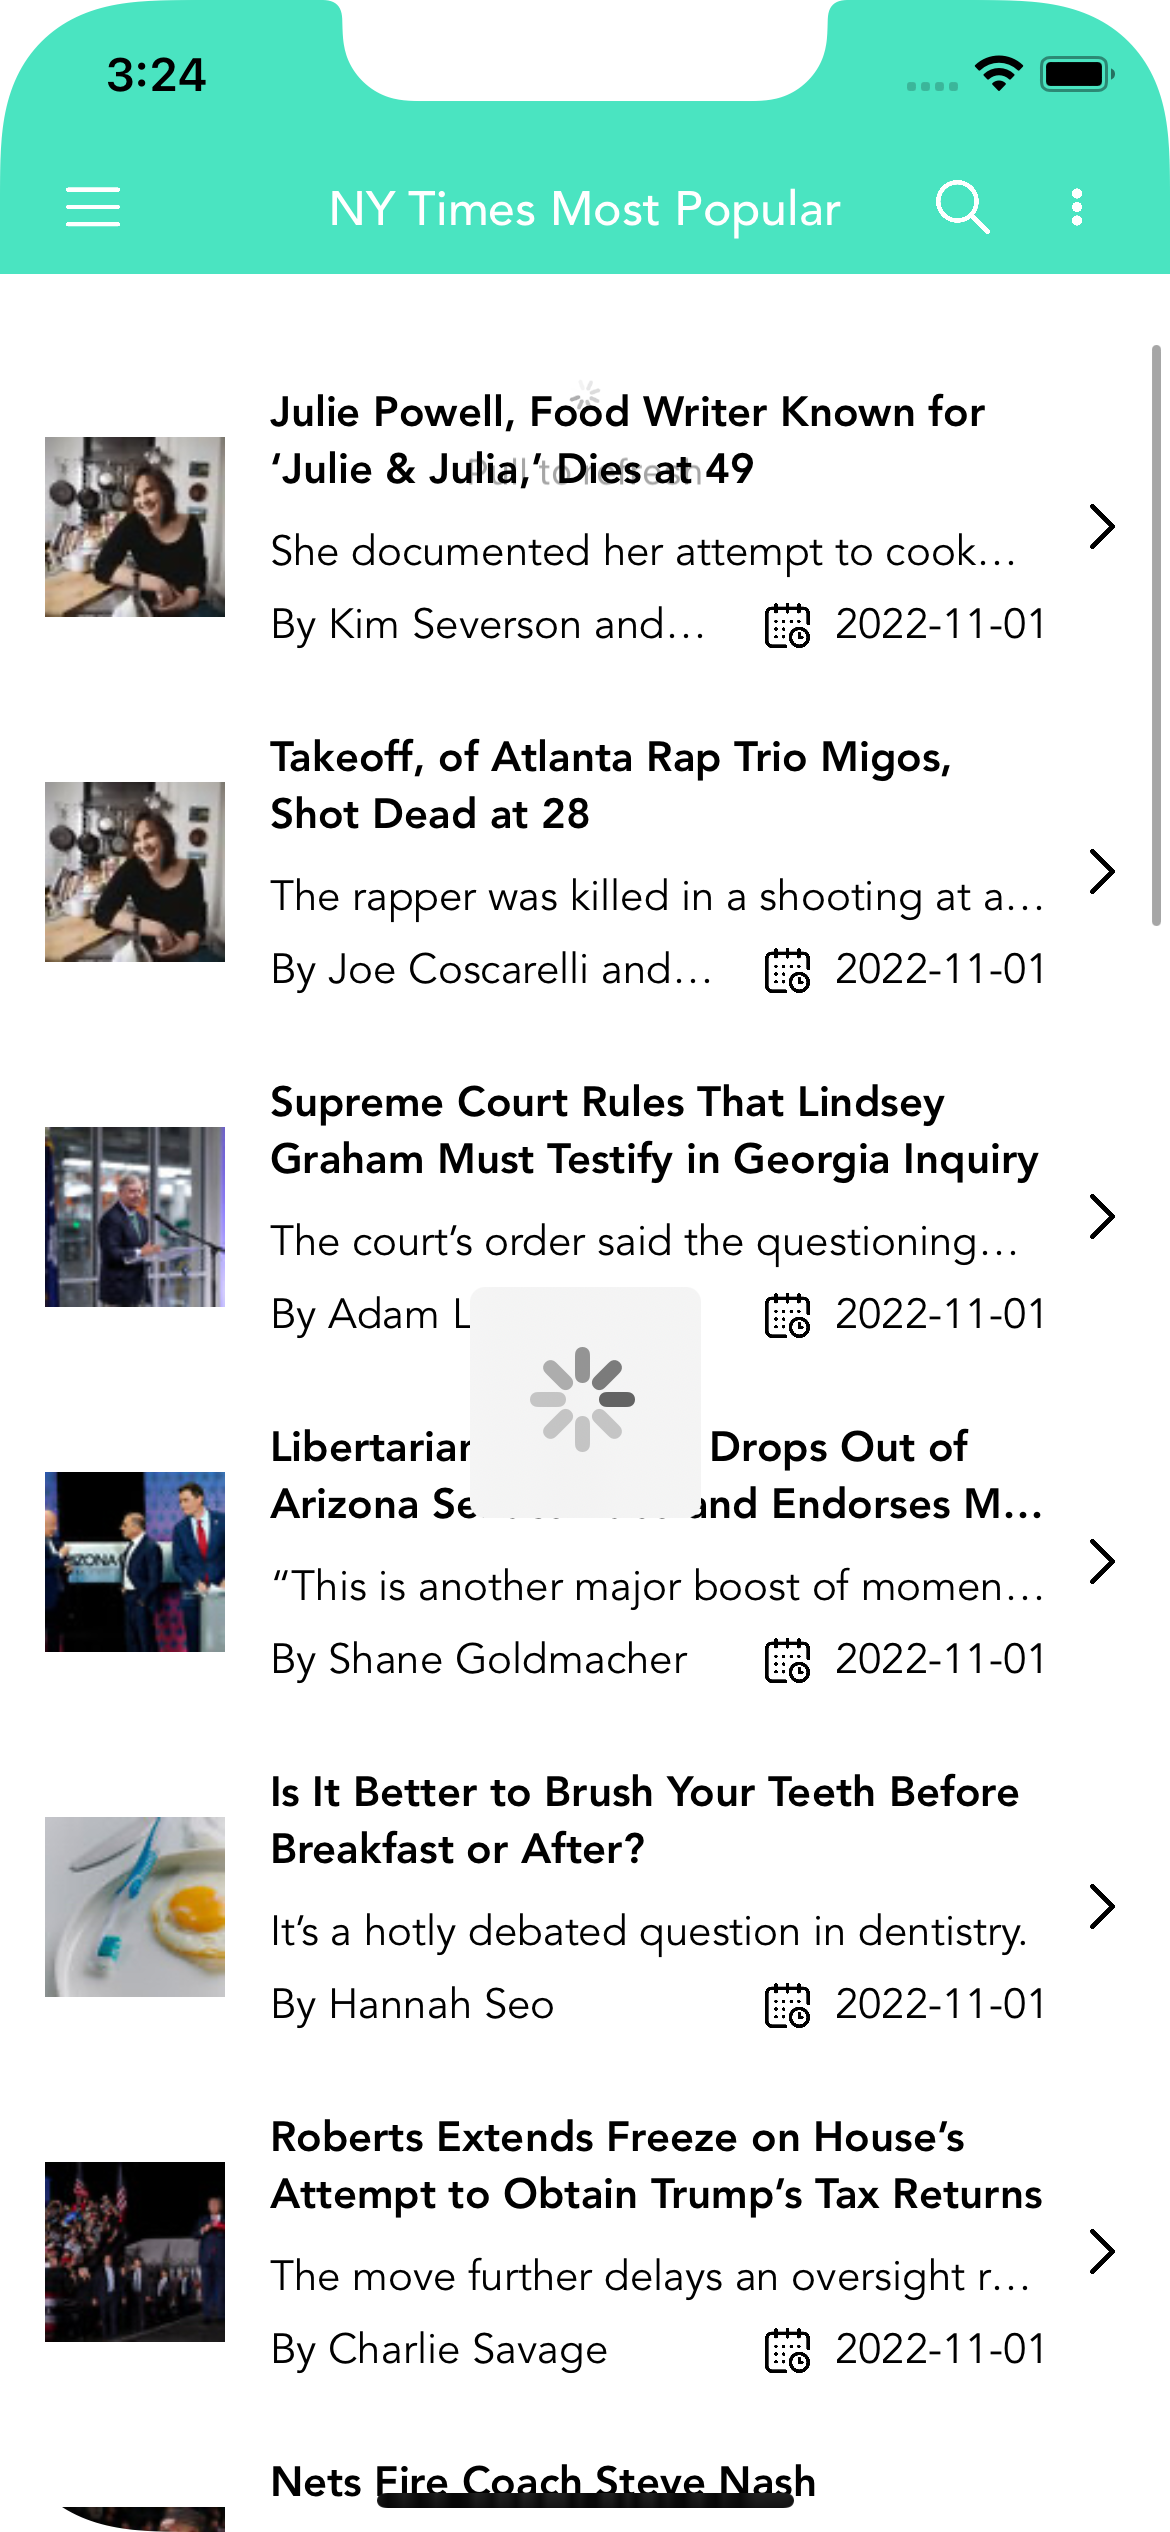 3:24
NY Times Most Popular
Julie Powell, Food Writer Known for
‘Julie & Julia,’ Dies at 49
Pull to refresh
She documented her attempt to cook...
By Kim Severson and... 2022-11-01
Takeoff, of Atlanta Rap Trio Migos,
Shot Dead at 28
The rapper was killed in a shooting at a...
By Joe Coscarelli and... 2022-11-01
Supreme Court Rules That Lindsey
Graham Must Testify in Georgia Inquiry
The court’s order said the questioning...
By Adam L 2022-11-01
Libertarian Drops Out of
Arizona Se and Endorses M...
“This is another major boost of momen...
By Shane Goldmacher 2022-11-01
Is It Better to Brush Your Teeth Before
Breakfast or After?
It’s a hotly debated question in dentistry.
By Hannah Seo 2022-11-01
Roberts Extends Freeze on House’s
Attempt to Obtain Trump’s Tax Returns
The move further delays an oversight r...
By Charlie Savage 2022-11-01
Nets Fire Coach Steve Nash